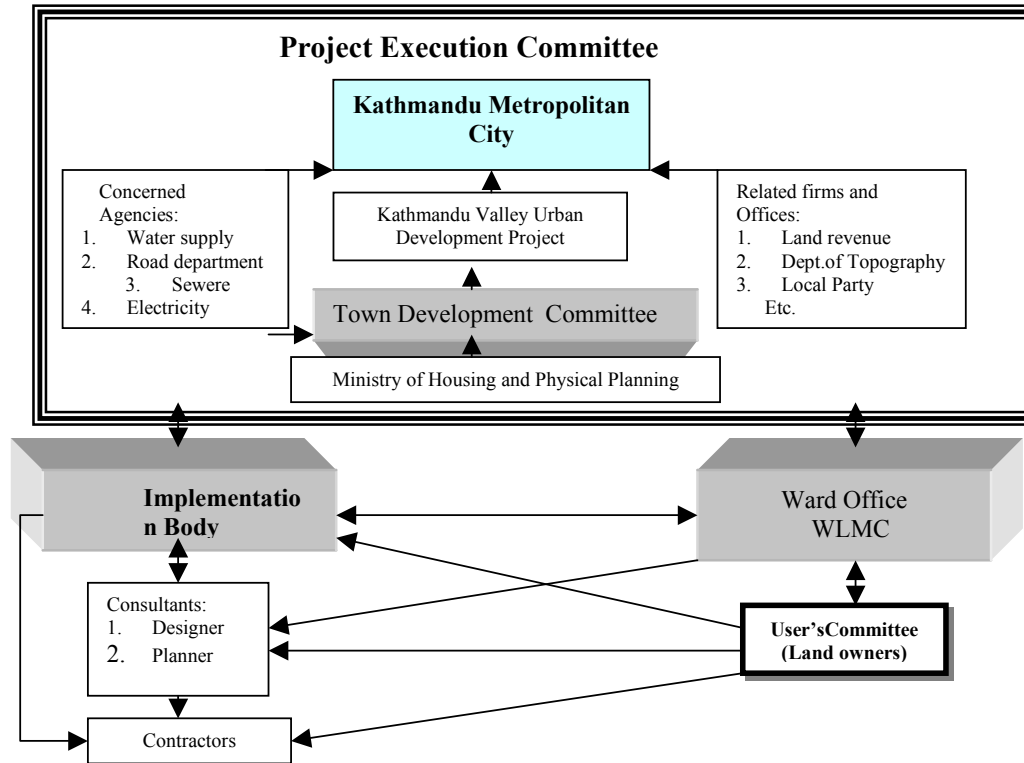 Project Execution Committee
Kathmandu Metropolitan
City
Concerned
Agencies:
1. Water supply
2. Road department
3. Sewere
4. Electricity
Kathmandu Valley Urban
Development Project
Related firms and
Offices:
1. Land revenue
2. Dept.of Topography
3. Local Party
Etc.
Town Development Committee
Ministry of Housing and Physical Planning
Implementatio
n Body
Ward Office
WLMC
Consultants:
1. Designer
2. Planner
User'sCommittee
(Land owners)
Contractors